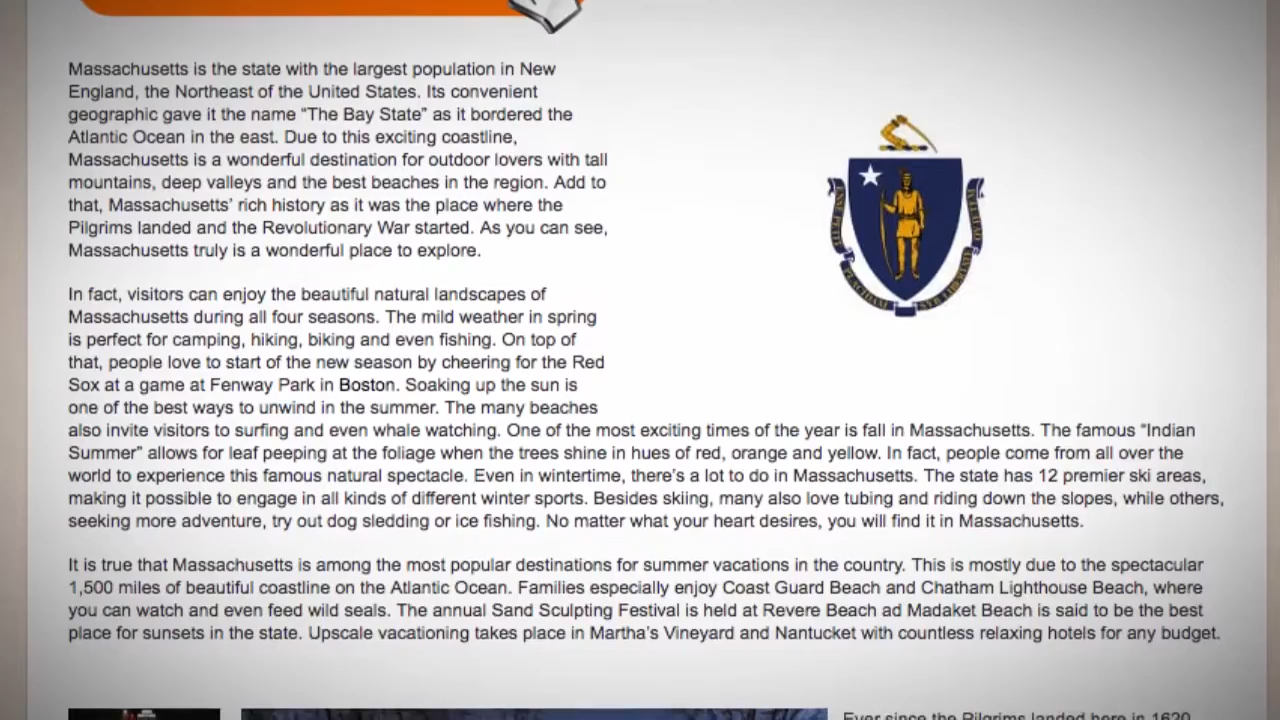 Massachusetts is the state with the largest population in New
England, the Northeast of the United States. Its convenient
geographic gave it the name “The Bay State” as it bordered the
Atlantic Ocean in the east. Due to this exciting coastline,
Massachusetts is a wonderful destination for outdoor lovers with tall
mountains, deep valleys and the best beaches in the region. Add to
that, Massachusetts’ rich history as it was the place where the
Pilgrims landed and the Revolutionary War started. As you can see,
Massachusetts truly is a wonderful place to explore.
In fact, visitors can enjoy the beautiful natural landscapes of
Massachusetts during all four seasons. The mild weather in spring
is perfect for camping, hiking, biking and even fishing. On top of
that, people love to start of the new season by cheering for the Red
Sox at a game at Fenway Park in Boston. Soaking up the sun is
one of the best ways to unwind in the summer. The many beaches
also invite visitors to surfing and even whale watching. One of the most exciting times of the year is fall in Massachusetts. The famous “Indian
Summer” allows for leaf peeping at the foliage when the trees shine in hues of red, orange and yellow. In fact, people come from all over the
world to experience this famous natural spectacle. Even in wintertime, there’s a lot to do in Massachusetts. The state has 12 premier ski areas,
making it possible to engage in all kinds of different winter sports. Besides skiing, many also love tubing and riding down the slopes, while others,
seeking more adventure, try out dog sledding or ice fishing. No matter what your heart desires, you will find it in Massachusetts.
It is true that Massachusetts is among the most popular destinations for summer vacations in the country. This is mostly due to the spectacular
1,500 miles of beautiful coastline on the Atlantic Ocean. Families especially enjoy Coast Guard Beach and Chatham Lighthouse Beach, where
you can watch and even feed wild seals. The annual Sand Sculpting Festival is held at Revere Beach ad Madaket Beach is said to be the best
place for sunsets in the state. Upscale vacationing takes place in Martha’s Vineyard and Nantucket with countless relaxing hotels for any budget.
Ever since the Pilgrims landed here in 1620